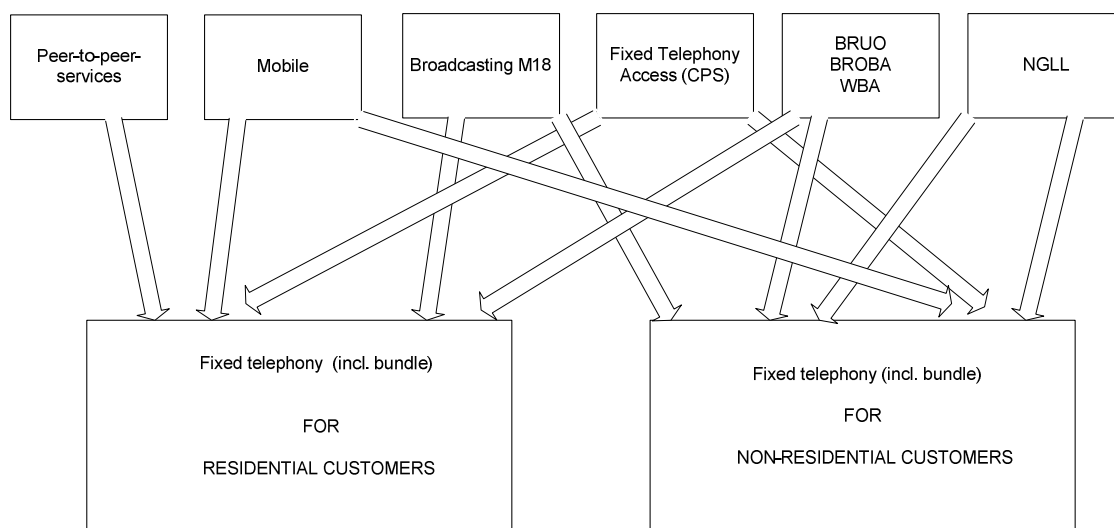 Peer-to-peer-
services
Mobile
Broadcasting M18
Fixed Telephony
Access (CPS)
BRUO
BROBA
WBA
NGLL
Fixed telephony (incl. bundle)
FOR
RESIDENTIAL CUSTOMERS
Fixed telephony (incl. bundle)
FOR
NON-RESIDENTIAL CUSTOMERS